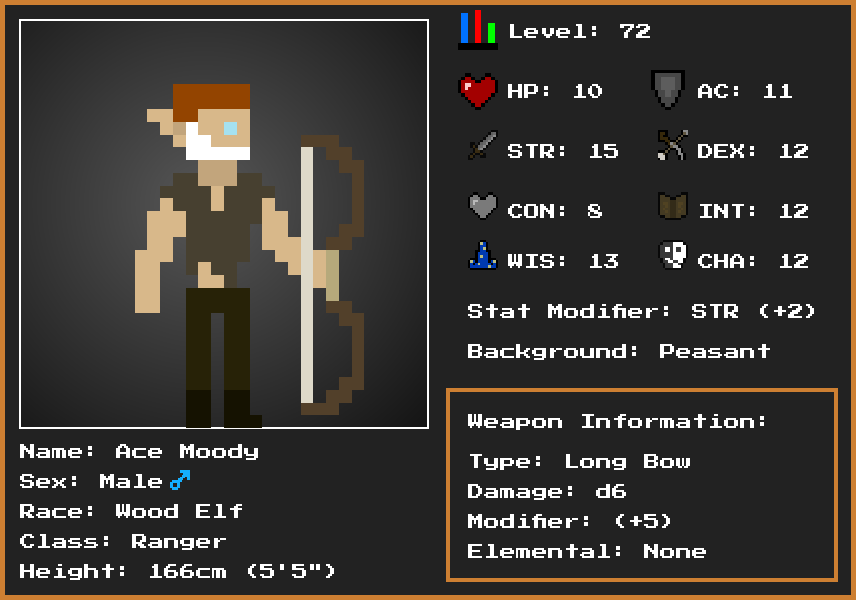 Level: 72
HP: 10
AC: 11
STR: 15
DEX: 12
CON: 8
INT: 12
WIS: 13
CHA: 12
Stat Modifier: STR (+2)
Background: Peasant
Weapon Information:
Type: Long Bow
Damage: d6
Modifier: (+5)
Elemental: None
Name: Ace Moody
Sex: Male ♂
Race: Wood Elf
Class: Ranger
Height: 166cm (5'5")